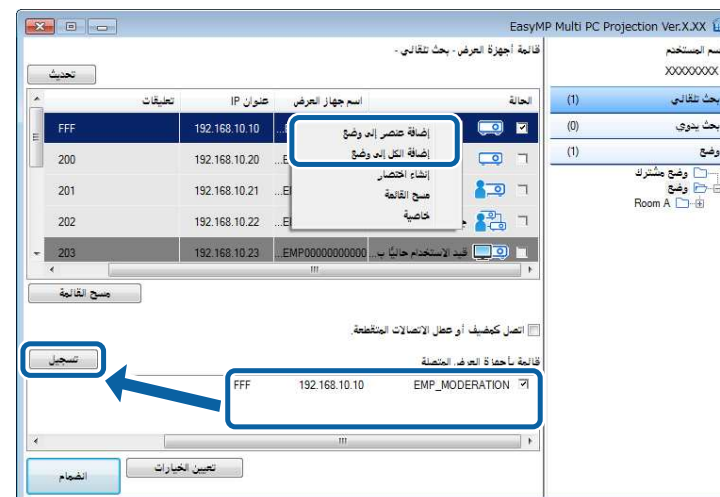 EasyMP Multi PC Projection Ver.X.XX
اسم المستخدم
XXXXXXXX
بحث تلقائي (1)
بحث يدوي (0)
وضع (1)
وضع مشترك
وضع
Room A
قائمة أجهزة العرض - بحث تلقائي -
تحديث
الحالة اسم جهاز العرض عنوان IP تعليقات
192.168.10.10 FFF
192.168.10.20 200
192.168.10.21 201
192.168.10.22 202
قيد الاستخدام حاليًا ب... EMP00000000000... 192.168.10.23 203
إضافة عنصر إلى وضع
إضافة الكل إلى وضع
إنشاء اختصار
مسح القائمة
خاصية
مسح القائمة
اتصل كمضيف أو عطل الاتصالات المتقطعة.
تسجيل
قائمة بأجهزة العرض المتصلة
EMP_MODERATION 192.168.10.10 FFF
تعيين الخيارات
انضمام